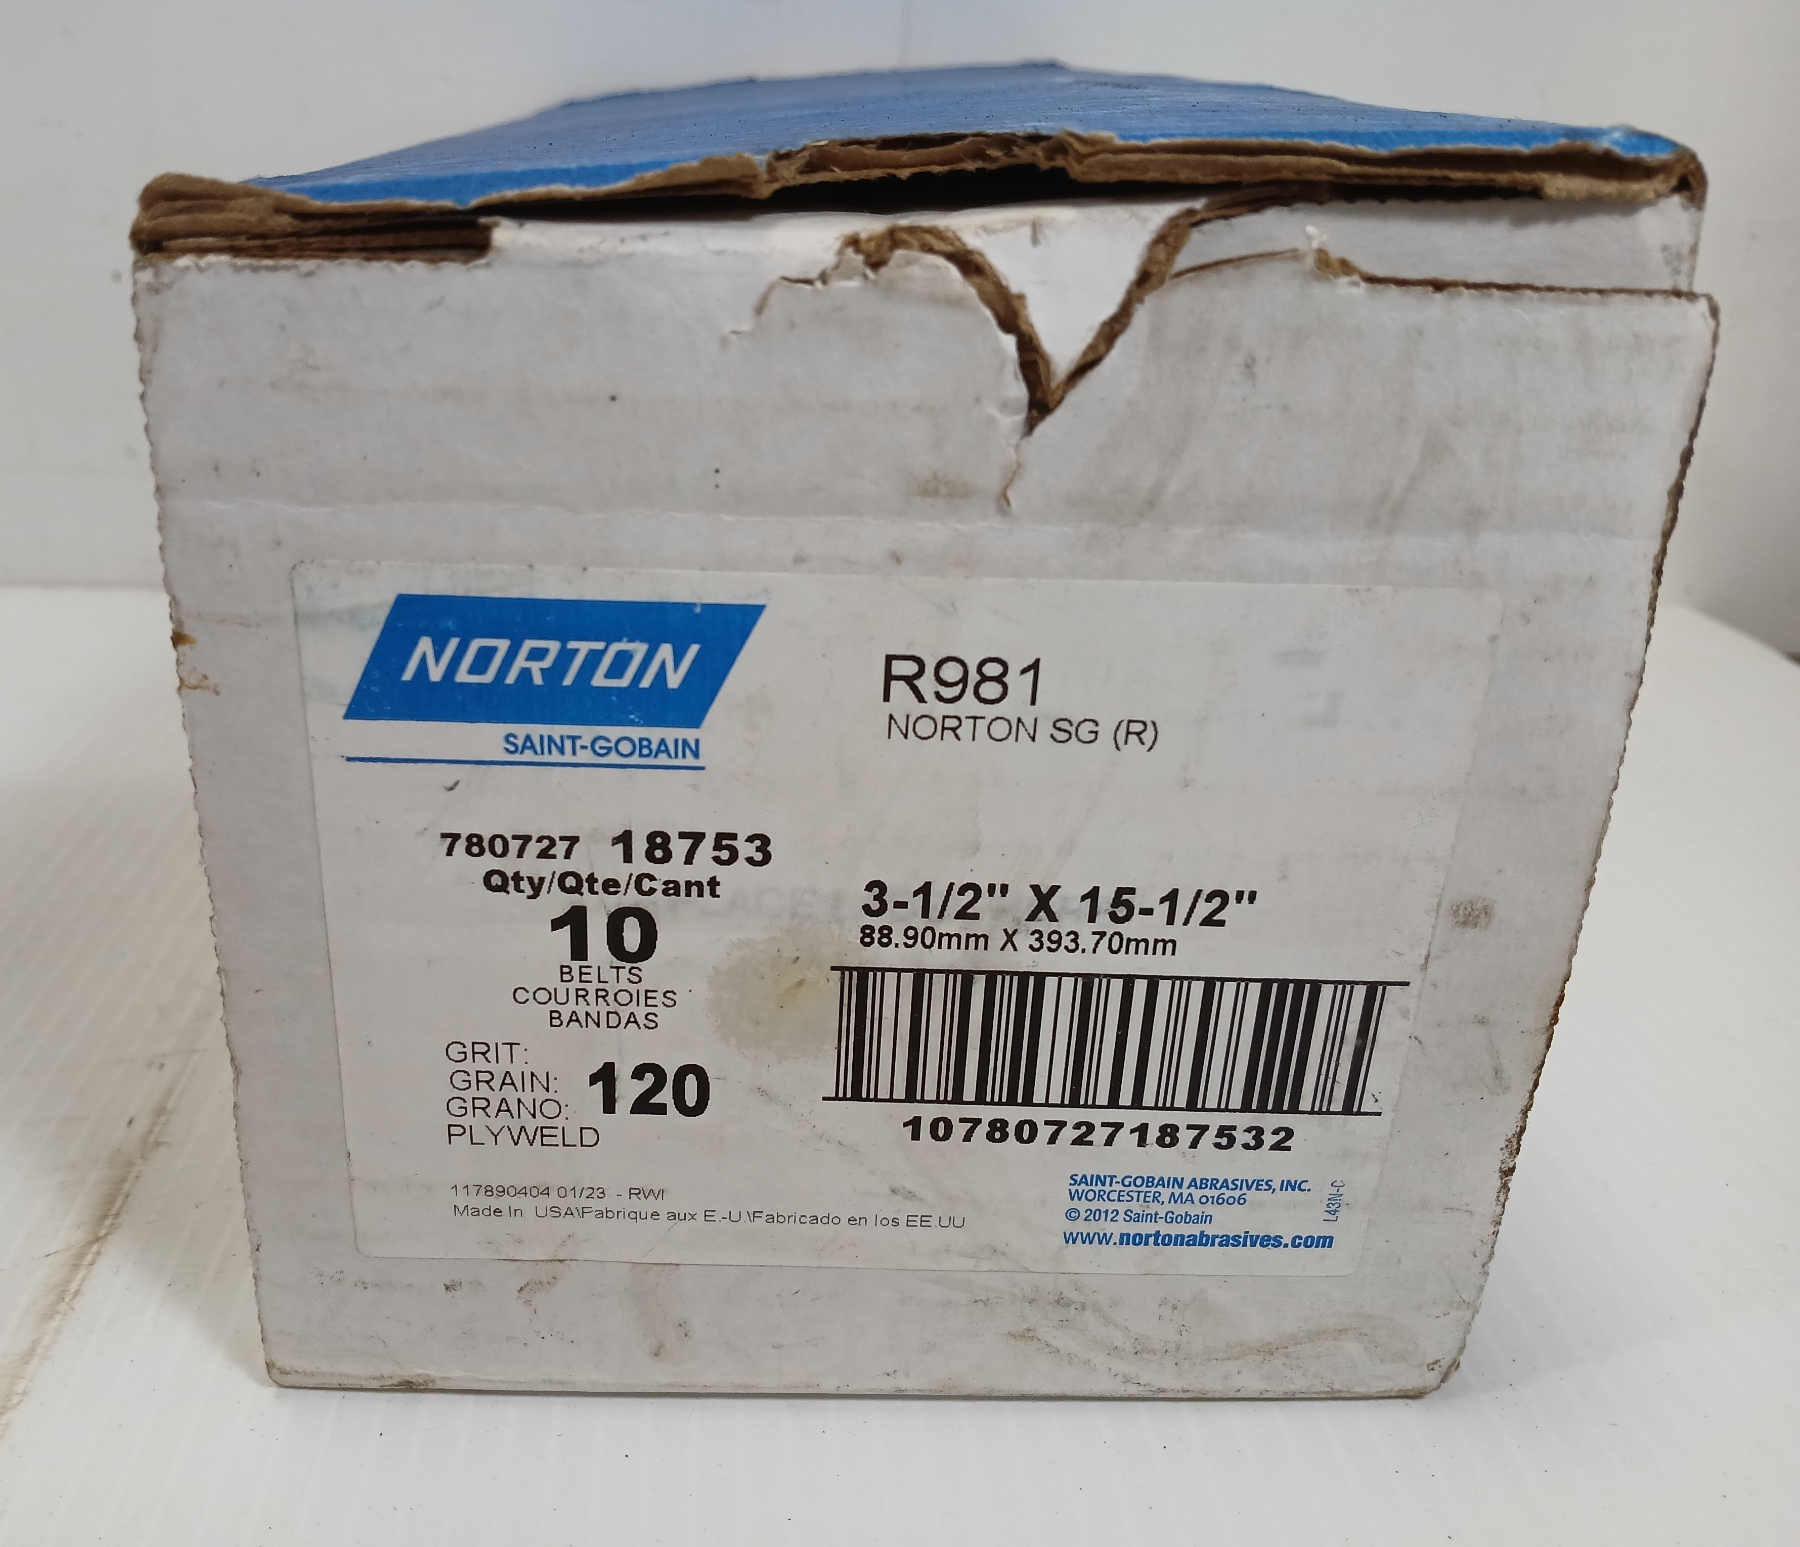 NORTON
SAINT-GOBAIN
R981
NORTON SG (R)
780727 18753
Qty/Qte/Cant
10
BELTS
COURROIES
BANDAS
GRIT:
GRAIN:
GRANO:
120
PLYWELD
3-1/2" X 15-1/2"
88.90mm X 393.70mm
10780727187532
117890404 01/23 - RWI
Made In USA\Fabrique aux E.-U.\Fabricado en los EE.UU
SAINT-GOBAIN ABRASIVES, INC.
WORCESTER, MA 01606
© 2012 Saint-Gobain
www.nortonabrasives.com
L43N-C